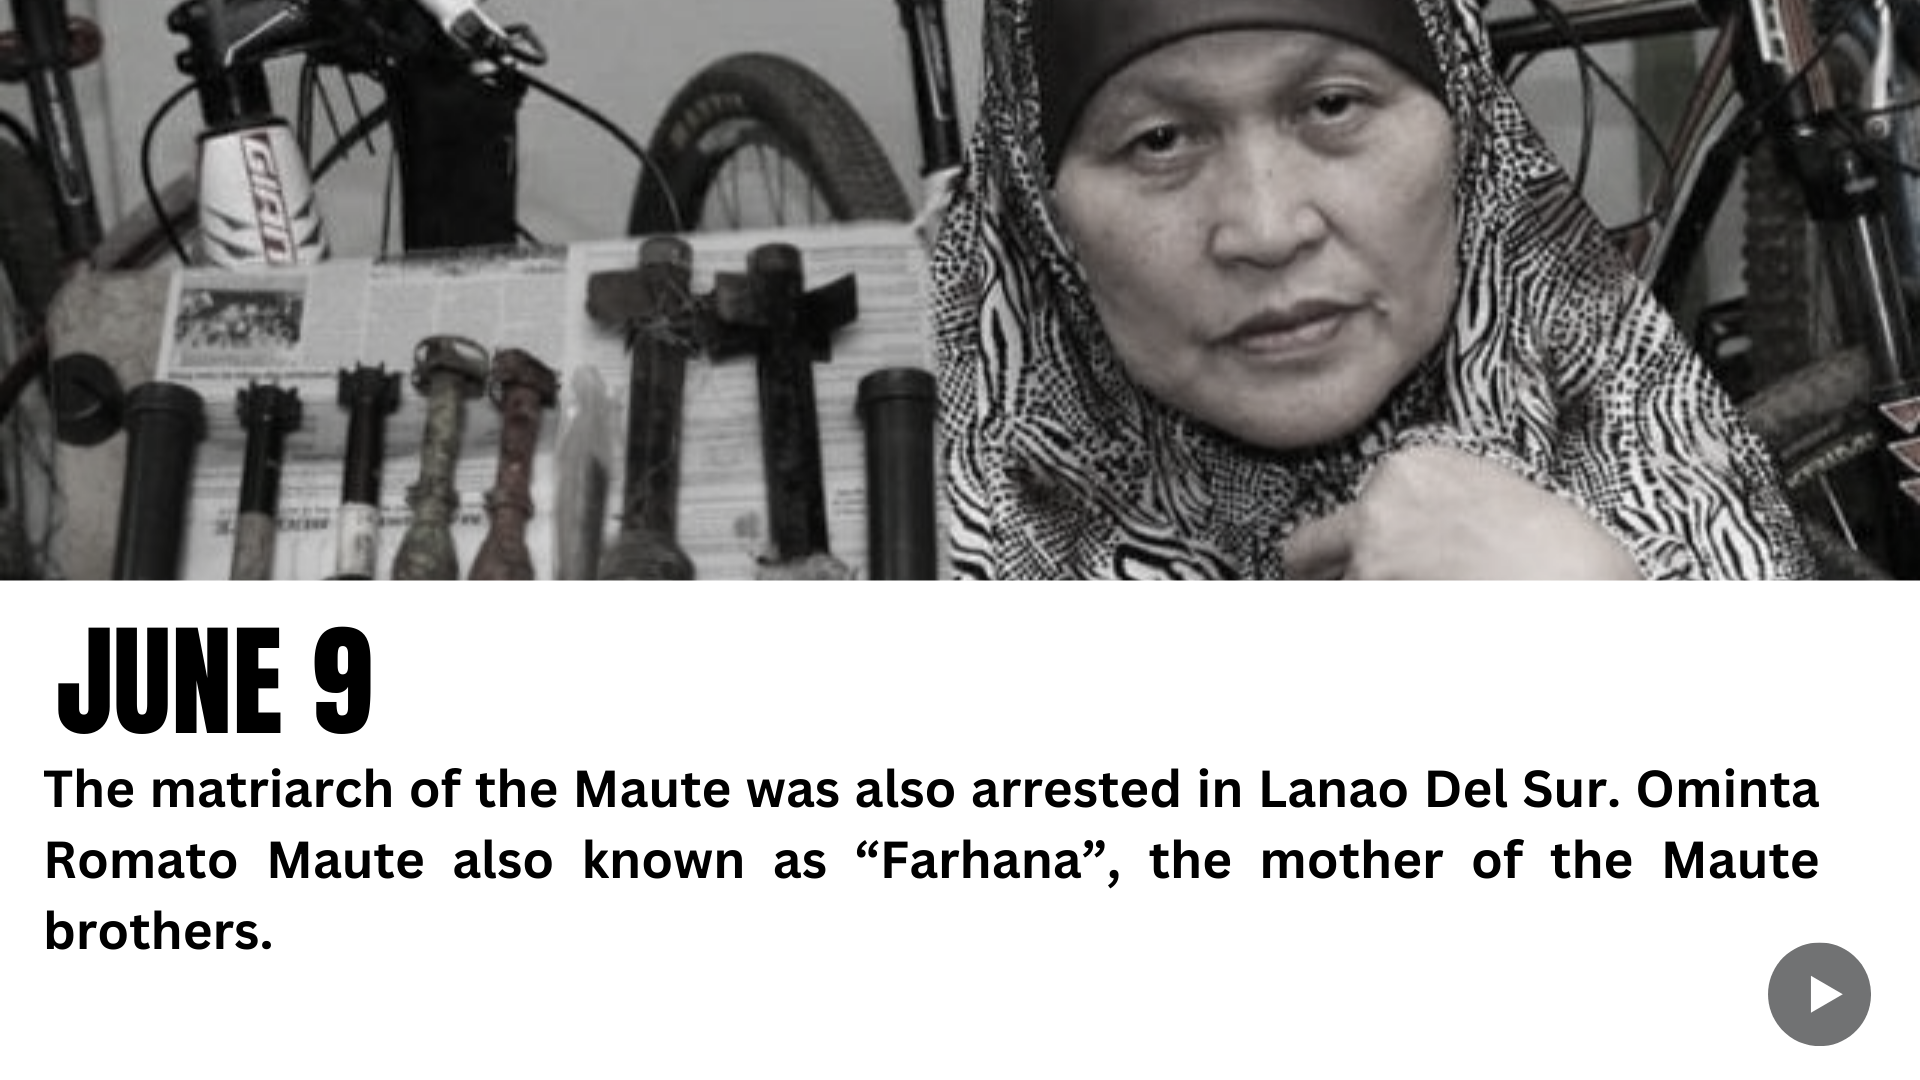 JUNE 9
The matriarch of the Maute was also arrested in Lanao Del Sur. Ominta
Romato Maute also known as “Farhana”, the mother of the Maute
brothers.